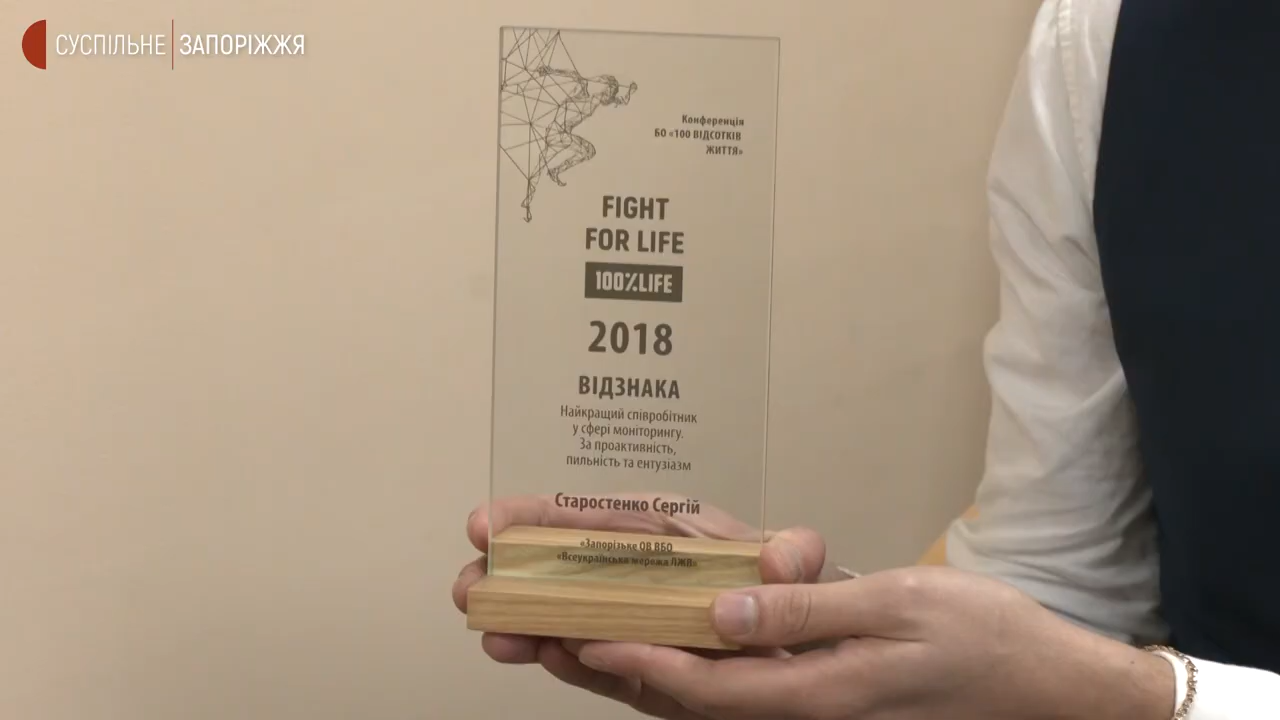 СУСПІЛЬНЕ ЗАПОРІЖЖЯ
Конференція
БО «100 ВІДСОТКІВ
ЖИТТЯ»
FIGHT
FOR LIFE
100%LIFE
2018
ВІДЗНАКА
Найкращий співробітник
у сфері моніторингу.
За проактивність,
пильність та ентузіазм
Старостенко Сергій
«Запорізьке ОВ ВБО
«Всеукраїнська мережа ЛЖВ»